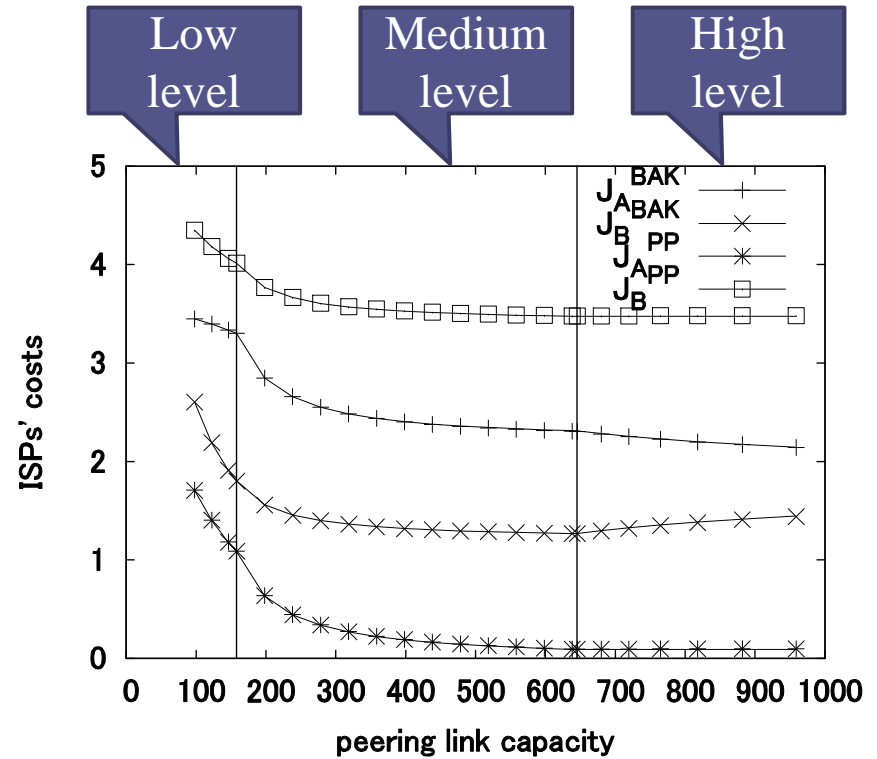 Low
level
Medium
level
High
level
5
4
3
2
1
0
0 100 200 300 400 500 600 700 800 900 1000
ISPs' costs
peering link capacity
J_A^BAK
J_B^BAK
J_A^PP
J_B^PP